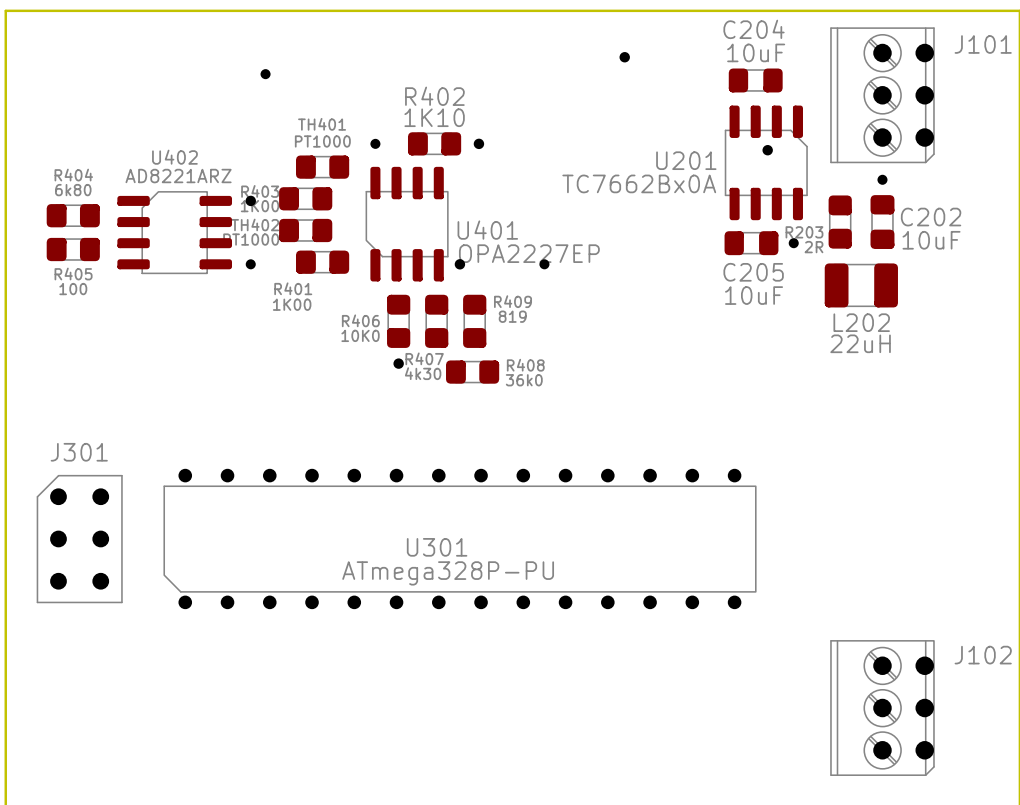 C204
10uF
J101
R402
1K10
TH401
PT1000
U402
AD8221ARZ
U201
TC7662Bx0A
R404
6k80
R403
1K00
TH402
PT1000
U401
OPA2227EP
R203
2R
C202
10uF
R405
100
R401
1K00
C205
10uF
R409
819
R406
10K0
L202
22uH
R407
4k30
R408
36k0
J301
U301
ATmega328P-PU
J102